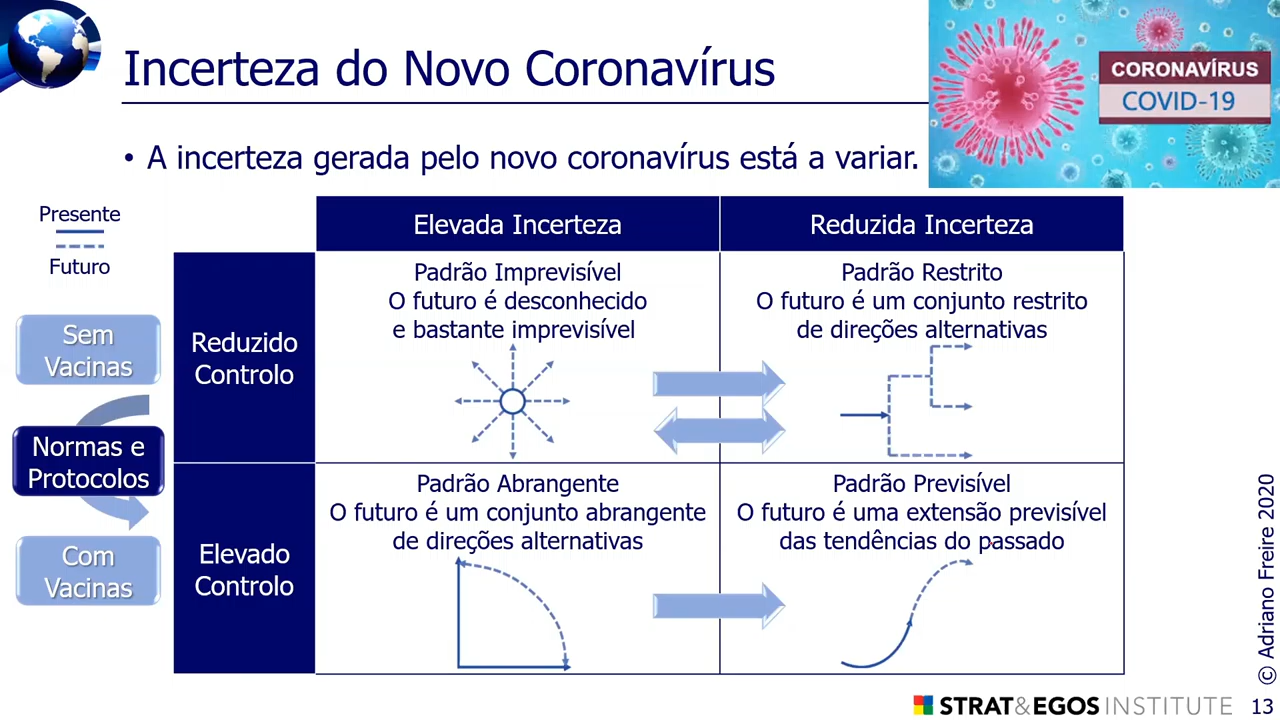 Incerteza do Novo Coronavírus
CORONAVÍRUS
COVID-19
• A incerteza gerada pelo novo coronavírus está a variar.
Presente
Futuro
Elevada Incerteza
Reduzida Incerteza
Sem
Vacinas
Normas e
Protocolos
Com
Vacinas
Reduzido
Controlo
Padrão Imprevisível
O futuro é desconhecido
e bastante imprevisível
Padrão Restrito
O futuro é um conjunto restrito
de direções alternativas
Elevado
Controlo
Padrão Abrangente
O futuro é um conjunto abrangente
de direções alternativas
Padrão Previsível
O futuro é uma extensão previsível
das tendências do passado
© Adriano Freire 2020
STRAT&EGOS INSTITUTE
13